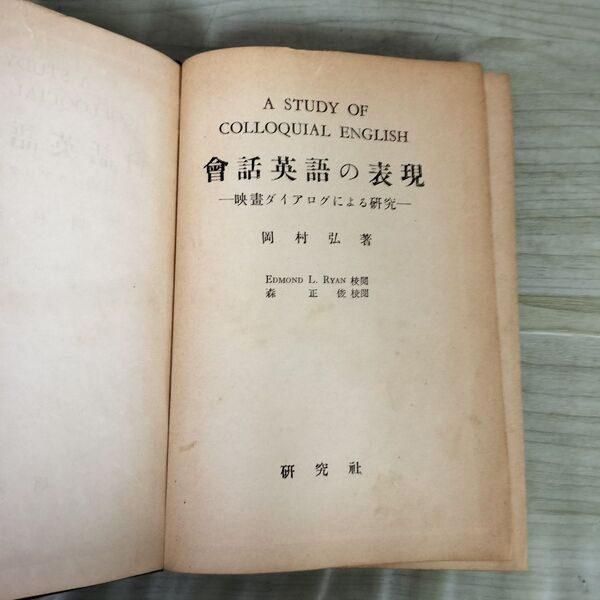 A STUDY OF
COLLOQUIAL ENGLISH
會話英語の表現
—映畫ダイアログによる研究—
岡村弘著
EDMOND L. RYAN 校閲
森正俊校閲
研究社